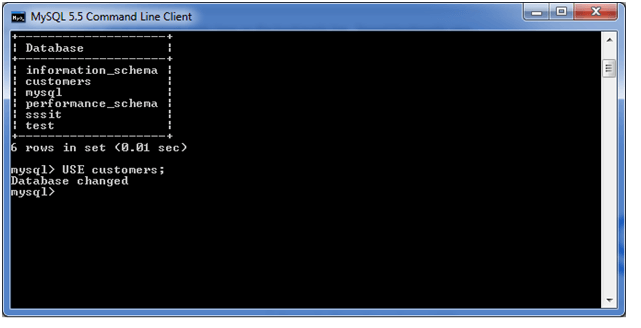 MySQL 5.5 Command Line Client
+--------------------+
| Database           |
+--------------------+
| information_schema |
| customers          |
| mysql              |
| performance_schema |
| sssit              |
| test               |
+--------------------+
6 rows in set (0.01 sec)
mysql> USE customers;
Database changed
mysql>